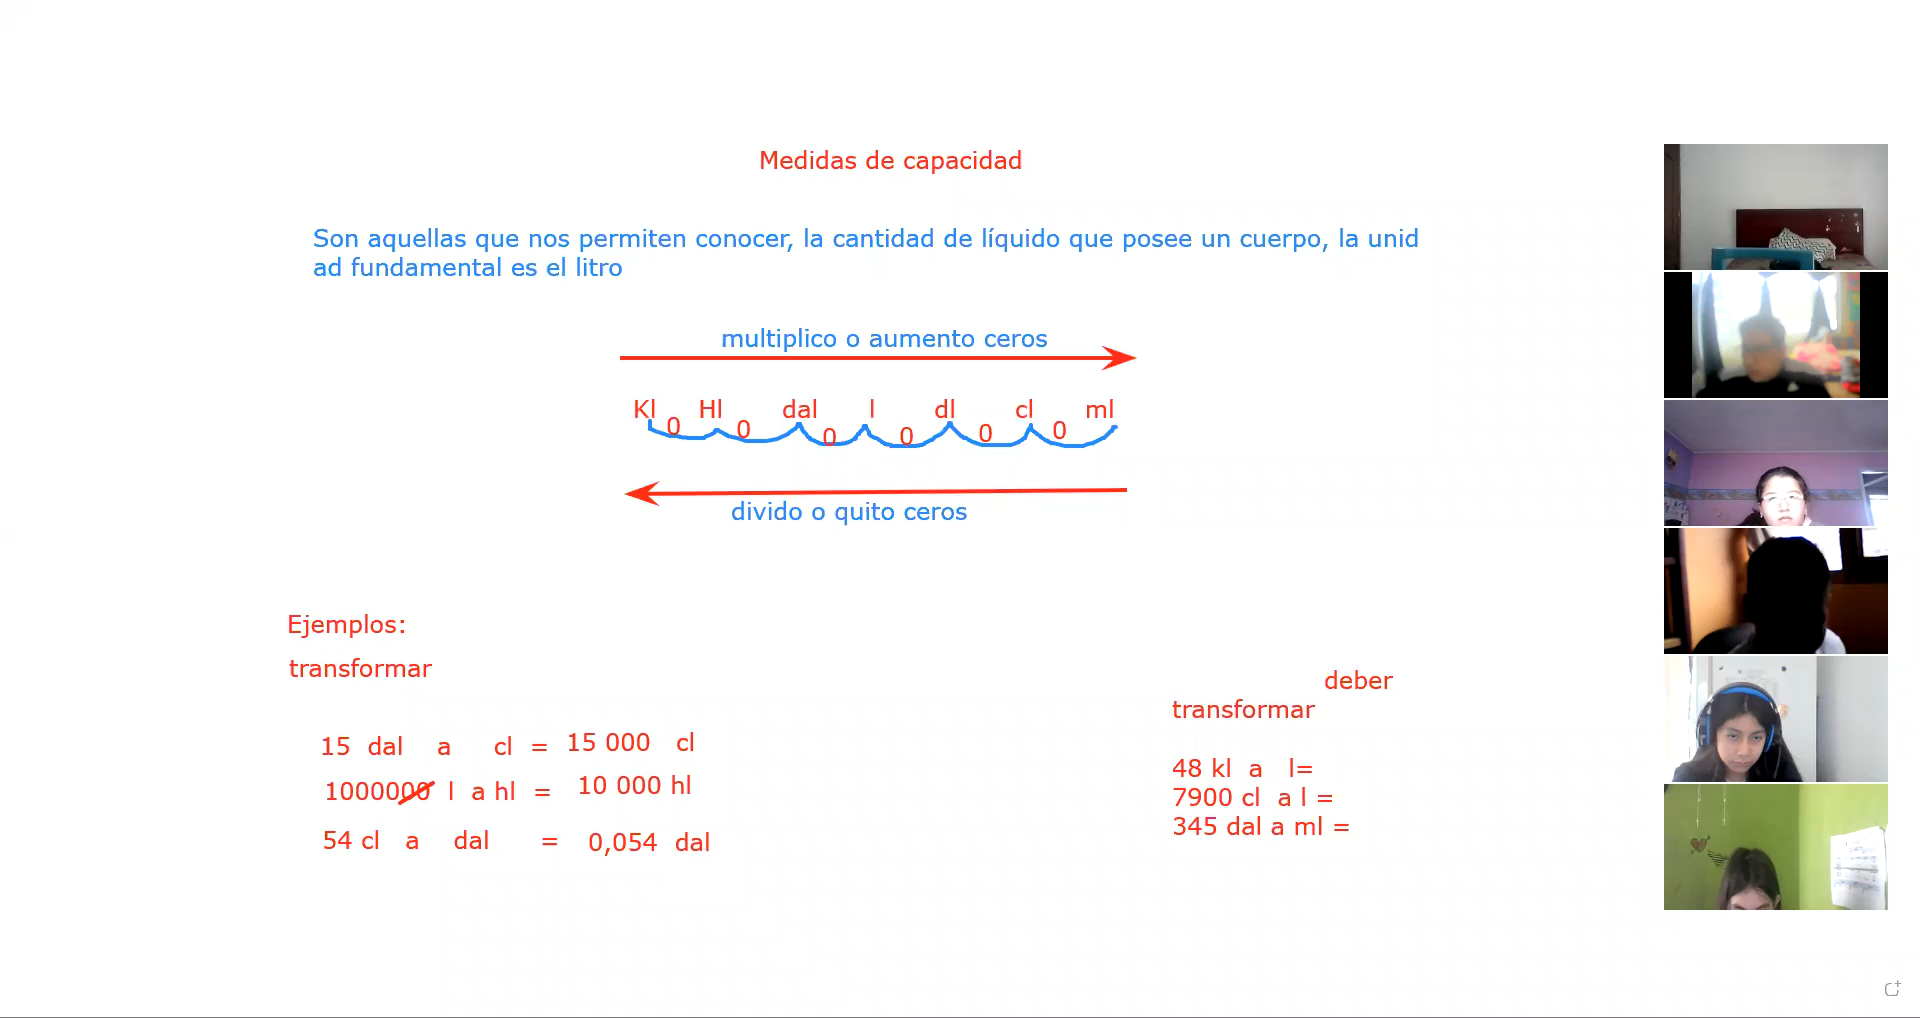 Medidas de capacidad
Son aquellas que nos permiten conocer, la cantidad de líquido que posee un cuerpo, la unid
ad fundamental es el litro
multiplico o aumento ceros
Kl Hl dal l dl cl ml
0 0 0 0 0 0
divido o quito ceros
Ejemplos:
transformar
15 dal a cl = 15 000 cl
1000000 l a hl = 10 000 hl
54 cl a dal = 0,054 dal
deber
transformar
48 kl a l=
7900 cl a l =
345 dal a ml =